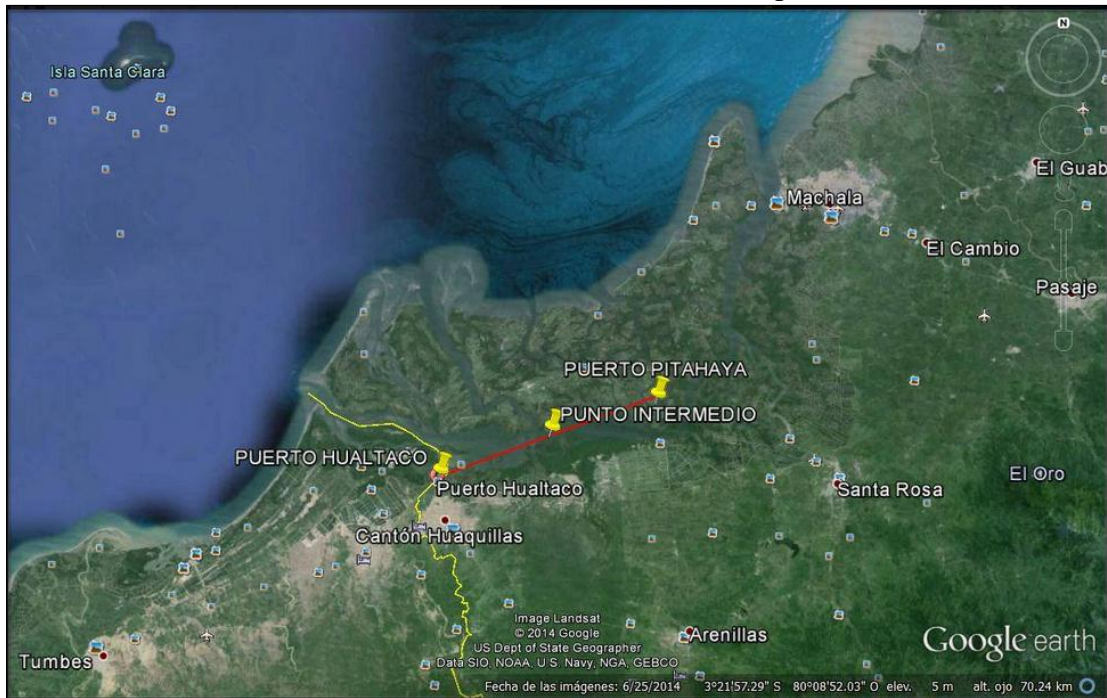 N
Isla Santa Clara
Machala
El Guab
El Cambio
Pasaje
PUERTO PITAHAYA
PUNTO INTERMEDIO
PUERTO HUALTACO
Puerto Hualtaco
Santa Rosa
El Oro
Cantón Huaquillas
Arenillas
Tumbes
Image Landsat
© 2014 Google
US Dept of State Geographer
Data SIO, NOAA, U.S. Navy, NGA, GEBCO
Google earth
Fecha de las imágenes: 6/25/2014 3°21'57.29" S 80°08'52.03" O elev. 5 m alt. ojo 70.24 km